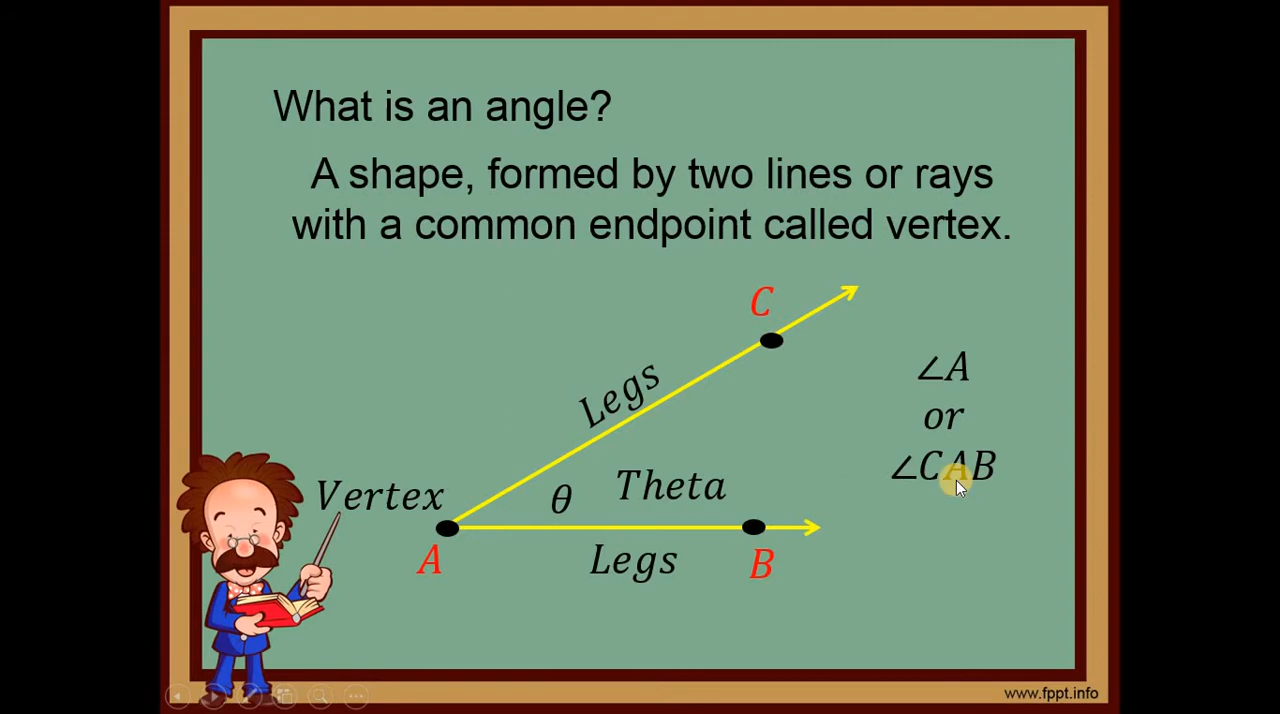 What is an angle?
A shape, formed by two lines or rays
with a common endpoint called vertex.
C
Legs
∠A
or
∠CAB
Vertex
θ
Theta
A
Legs
B
www.fppt.info